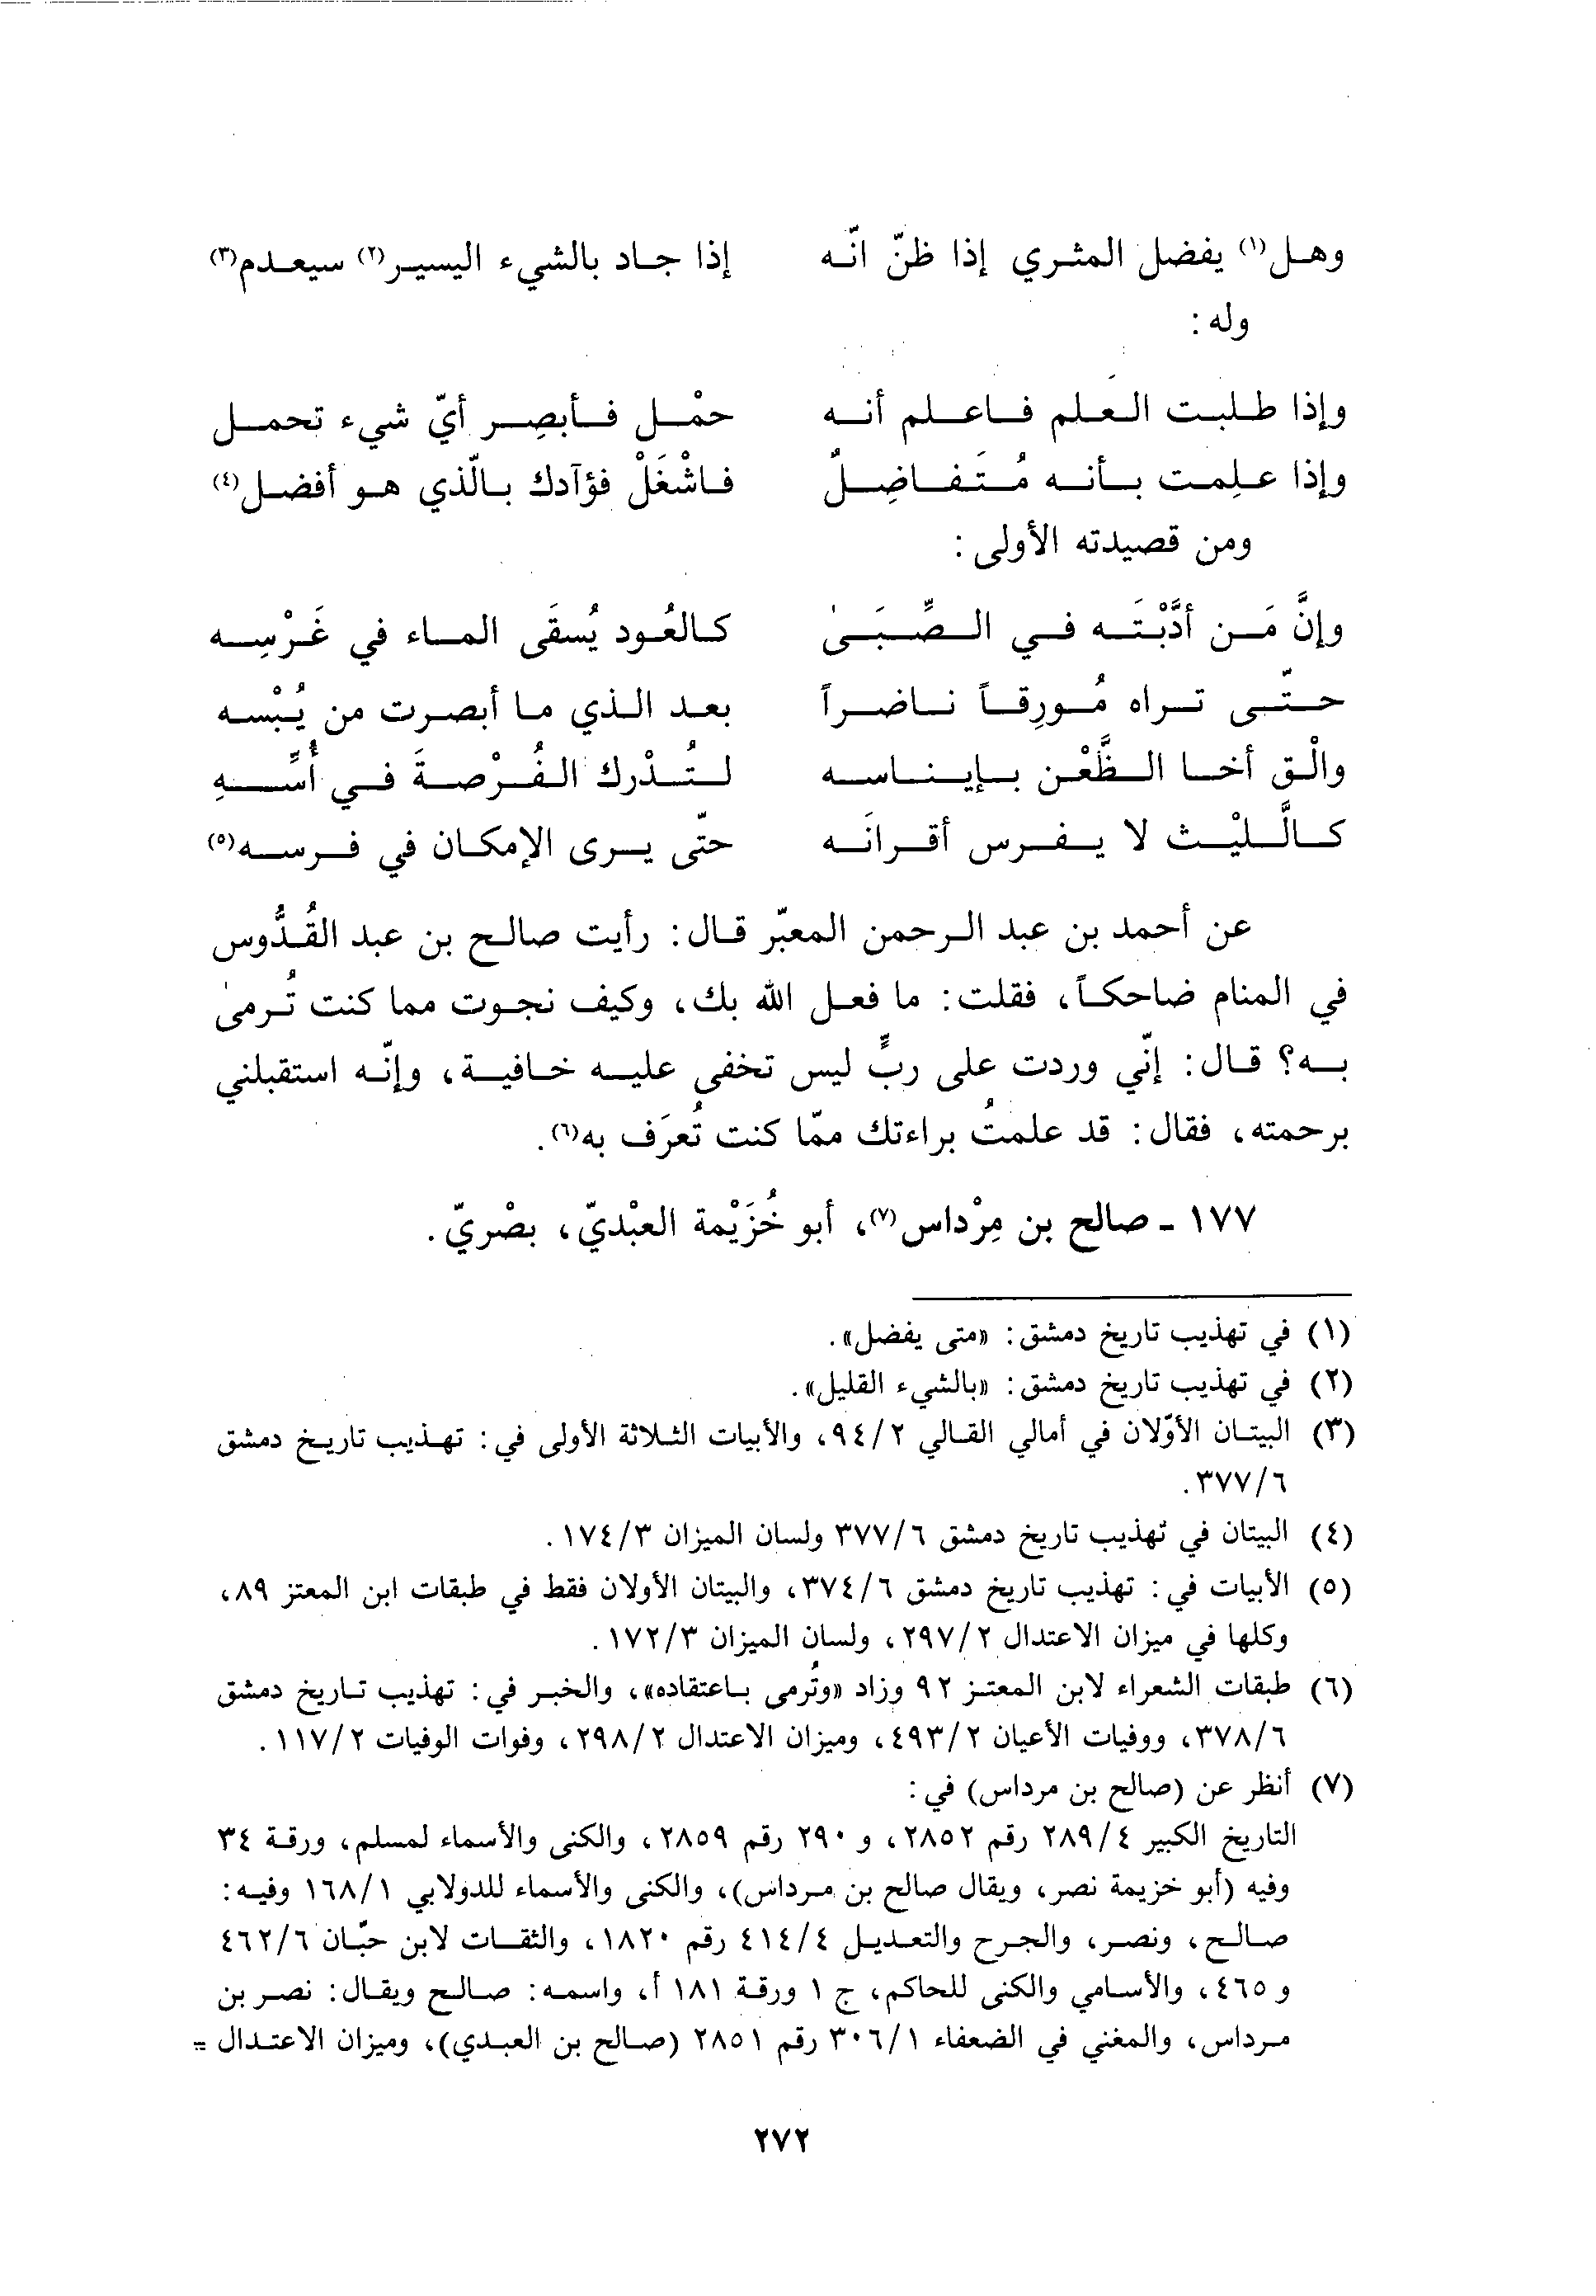 وهل(١) يفضل المثري إذا ظنّ انّه إذا جاد بالشيء اليسير(٢) سيعدم(٣)
وله :
وإذا طلبت العَلم فاعلم أنه حمْل فأبصِر أيّ شيء تحمل
وإذا علِمت بأنه مُتَفاضِلٌ فاشْغَلْ فؤآدك بالّذي هو أفضل(٤)
ومن قصيدته الأولى :
وإنَّ مَن أدَّبْتَه في الصِّبَىٰ كالعُود يُسقَى الماء في غَرْسِه
حتّى تراه مُورِقاً ناضراً بعد الذي ما أبصرت من يُبْسه
والْق أخا الظَّعْن بإيناسه لتُدْرك الفُرْصةَ في أُسِّهِ
كالَّليْث لا يفرس أقرانَه حتّى يرى الإمكان في فرسه(٥)
عن أحمد بن عبد الرحمن المعبّر قال : رأيت صالح بن عبد القُدُّوس
في المنام ضاحكاً، فقلت : ما فعل الله بك، وكيف نجوت مما كنت تُرمىٰ
به؟ قال : إنّي وردت على ربٍّ ليس تخفى عليه خافية، وإنّه استقبلني
برحمته، فقال : قد علمتُ براءتك ممّا كنت تُعرَف به(٦).
١٧٧ - صالح بن مِرْداس(٧)، أبو خُزَيْمة العبْديّ، بصْريّ.
(١) في تهذيب تاريخ دمشق : «متى يفضل».
(٢) في تهذيب تاريخ دمشق : «بالشيء القليل».
(٣) البيتان الأوّلان في أمالي القالي ٩٤/٢، والأبيات الثلاثة الأولى في : تهذيب تاريخ دمشق
٣٧٧/٦.
(٤) البيتان في تهذيب تاريخ دمشق ٣٧٧/٦ ولسان الميزان ١٧٤/٣.
(٥) الأبيات في : تهذيب تاريخ دمشق ٣٧٤/٦، والبيتان الأولان فقط في طبقات ابن المعتز ٨٩،
وكلها في ميزان الاعتدال ٢٩٧/٢، ولسان الميزان ١٧٢/٣.
(٦) طبقات الشعراء لابن المعتز ٩٢ وزاد «وتُرمى باعتقاده»، والخبر في : تهذيب تاريخ دمشق
٣٧٨/٦، ووفيات الأعيان ٤٩٣/٢، وميزان الاعتدال ٢٩٨/٢، وفوات الوفيات ١١٧/٢.
(٧) أنظر عن (صالح بن مرداس) في :
التاريخ الكبير ٢٨٩/٤ رقم ٢٨٥٢، و ٢٩٠ رقم ٢٨٥٩، والكنى والأسماء لمسلم، ورقة ٣٤
وفيه (أبو خزيمة نصر، ويقال صالح بن مرداس)، والكنى والأسماء للدولابي ١٦٨/١ وفيه :
صالح، ونصر، والجرح والتعديل ٤١٤/٤ رقم ١٨٢٠، والثقات لابن حبّان ٤٦٢/٦
و ٤٦٥، والأسامي والكنى للحاكم، ج ١ ورقة ١٨١ أ، واسمه : صالح ويقال : نصر بن
مرداس، والمغني في الضعفاء ٣٠٦/١ رقم ٢٨٥١ (صالح بن العبدي)، وميزان الاعتدال =
٢٧٢